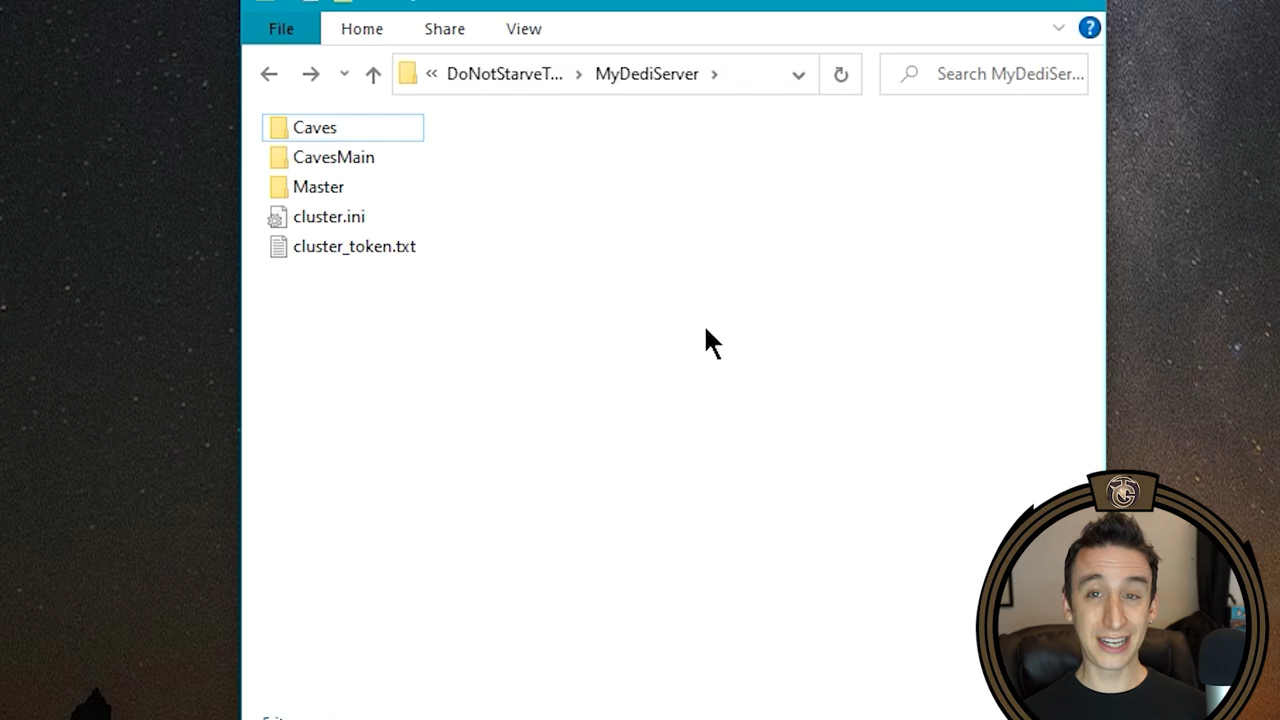 File Home Share View
« DoNotStarveT... > MyDediServer > Search MyDediSer...
Caves
CavesMain
Master
cluster.ini
cluster_token.txt